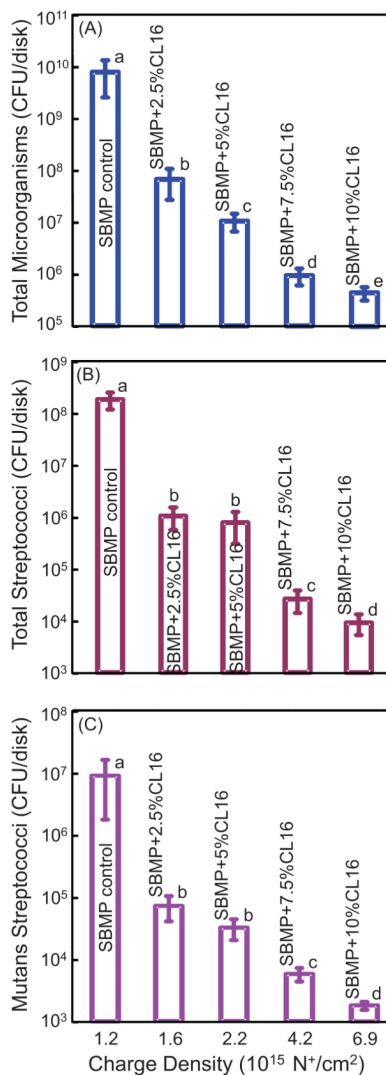 (A)
Total Microorganisms (CFU/disk)
10¹¹
10¹⁰
10⁹
10⁸
10⁷
10⁶
10⁵
SBMP control
a
SBMP+2.5%CL16
b
SBMP+5%CL16
c
SBMP+7.5%CL16
d
SBMP+10%CL16
e
(B)
Total Streptococci (CFU/disk)
10⁹
10⁸
10⁷
10⁶
10⁵
10⁴
10³
SBMP control
a
SBMP+2.5%CL16
b
SBMP+5%CL16
b
SBMP+7.5%CL16
c
SBMP+10%CL16
d
(C)
Mutans Streptococci (CFU/disk)
10⁸
10⁷
10⁶
10⁵
10⁴
10³
SBMP control
a
SBMP+2.5%CL16
b
SBMP+5%CL16
b
SBMP+7.5%CL16
c
SBMP+10%CL16
d
1.2 1.6 2.2 4.2 6.9
Charge Density (10¹⁵ N⁺/cm²)